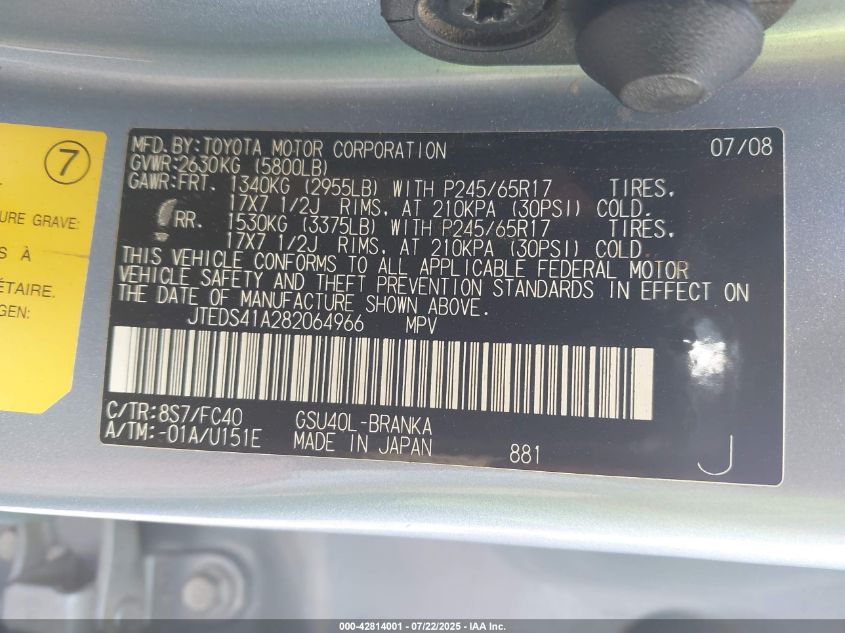 7
URE GRAVE:
S À
ÉTAIRE.
GEN:
MFD. BY: TOYOTA MOTOR CORPORATION 07/08
GVWR: 2630KG (5800LB)
GAWR: FRT. 1340KG (2955LB) WITH P245/65R17 TIRES,
17X7 1/2J RIMS, AT 210KPA (30PSI) COLD.
RR. 1530KG (3375LB) WITH P245/65R17 TIRES,
17X7 1/2J RIMS, AT 210KPA (30PSI) COLD.
THIS VEHICLE CONFORMS TO ALL APPLICABLE FEDERAL MOTOR
VEHICLE SAFETY AND THEFT PREVENTION STANDARDS IN EFFECT ON
THE DATE OF MANUFACTURE SHOWN ABOVE.
JTEDS41A282064966 MPV
C/TR: 8S7/FC40 GSU40L-BRANKA
A/TM: -01A/U151E MADE IN JAPAN 881
J
000-42814001 - 07/22/2025 - IAA Inc.